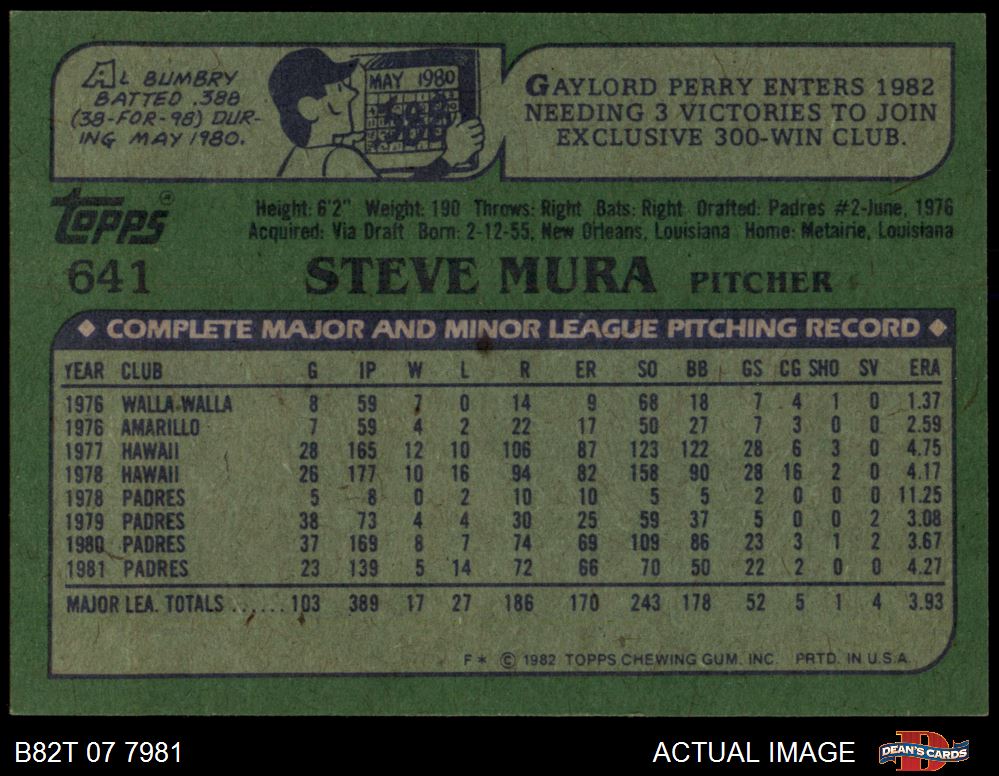 AL BUMBRY
BATTED .388
(38-FOR-98) DUR-
ING MAY 1980.
MAY 1980
GAYLORD PERRY ENTERS 1982
NEEDING 3 VICTORIES TO JOIN
EXCLUSIVE 300-WIN CLUB.
Topps®
Height: 6'2" Weight: 190 Throws: Right Bats: Right Drafted: Padres #2-June, 1976
Acquired: Via Draft Born: 2-12-55, New Orleans, Louisiana Home: Metairie, Louisiana
641 STEVE MURA PITCHER
◆ COMPLETE MAJOR AND MINOR LEAGUE PITCHING RECORD ◆
YEAR CLUB G IP W L R ER SO BB GS CG SHO SV ERA
1976 WALLA WALLA 8 59 7 0 14 9 68 18 7 4 1 0 1.37
1976 AMARILLO 7 59 4 2 22 17 50 27 7 3 0 0 2.59
1977 HAWAII 28 165 12 10 106 87 123 122 28 6 3 0 4.75
1978 HAWAII 26 177 10 16 94 82 158 90 28 16 2 0 4.17
1978 PADRES 5 8 0 2 10 10 5 5 2 0 0 0 11.25
1979 PADRES 38 73 4 4 30 25 59 37 5 0 0 2 3.08
1980 PADRES 37 169 8 7 74 69 109 86 23 3 1 2 3.67
1981 PADRES 23 139 5 14 72 66 70 50 22 2 0 0 4.27
MAJOR LEA. TOTALS ...... 103 389 17 27 186 170 243 178 52 5 1 4 3.93
F* © 1982 TOPPS CHEWING GUM, INC. PRTD. IN U.S.A.
B82T 07 7981 ACTUAL IMAGE DEAN'S CARDS